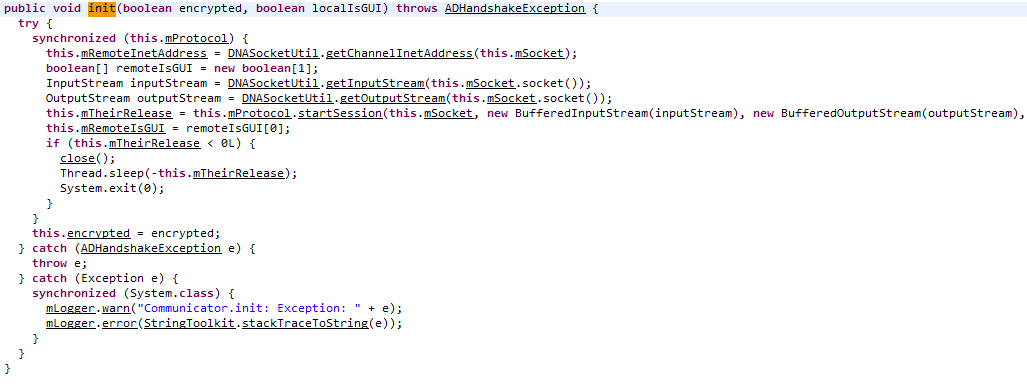 public void init(boolean encrypted, boolean localIsGUI) throws ADHandshakeException {
try {
synchronized (this.mProtocol) {
this.mRemoteInetAddress = DNASocketUtil.getChannelInetAddress(this.mSocket);
boolean[] remoteIsGUI = new boolean[1];
InputStream inputStream = DNASocketUtil.getInputStream(this.mSocket.socket());
OutputStream outputStream = DNASocketUtil.getOutputStream(this.mSocket.socket());
this.mTheirRelease = this.mProtocol.startSession(this.mSocket, new BufferedInputStream(inputStream), new BufferedOutputStream(outputStream),
this.mRemoteIsGUI = remoteIsGUI[0];
if (this.mTheirRelease < 0L) {
close();
Thread.sleep(-this.mTheirRelease);
System.exit(0);
}
}
this.encrypted = encrypted;
} catch (ADHandshakeException e) {
throw e;
} catch (Exception e) {
synchronized (System.class) {
mLogger.warn("Communicator.init: Exception: " + e);
mLogger.error(StringToolkit.stackTraceToString(e));
}
}
}